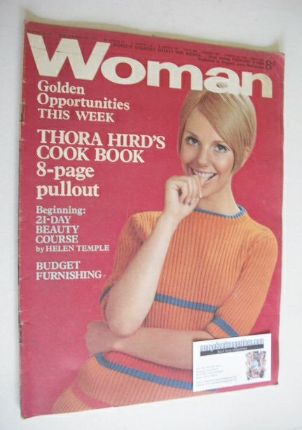 Woman
8d
Golden
Opportunities
THIS WEEK
THORA HIRD'S
COOK BOOK
8-page
pullout
Beginning:
21-DAY
BEAUTY
COURSE
by HELEN TEMPLE
BUDGET
FURNISHING